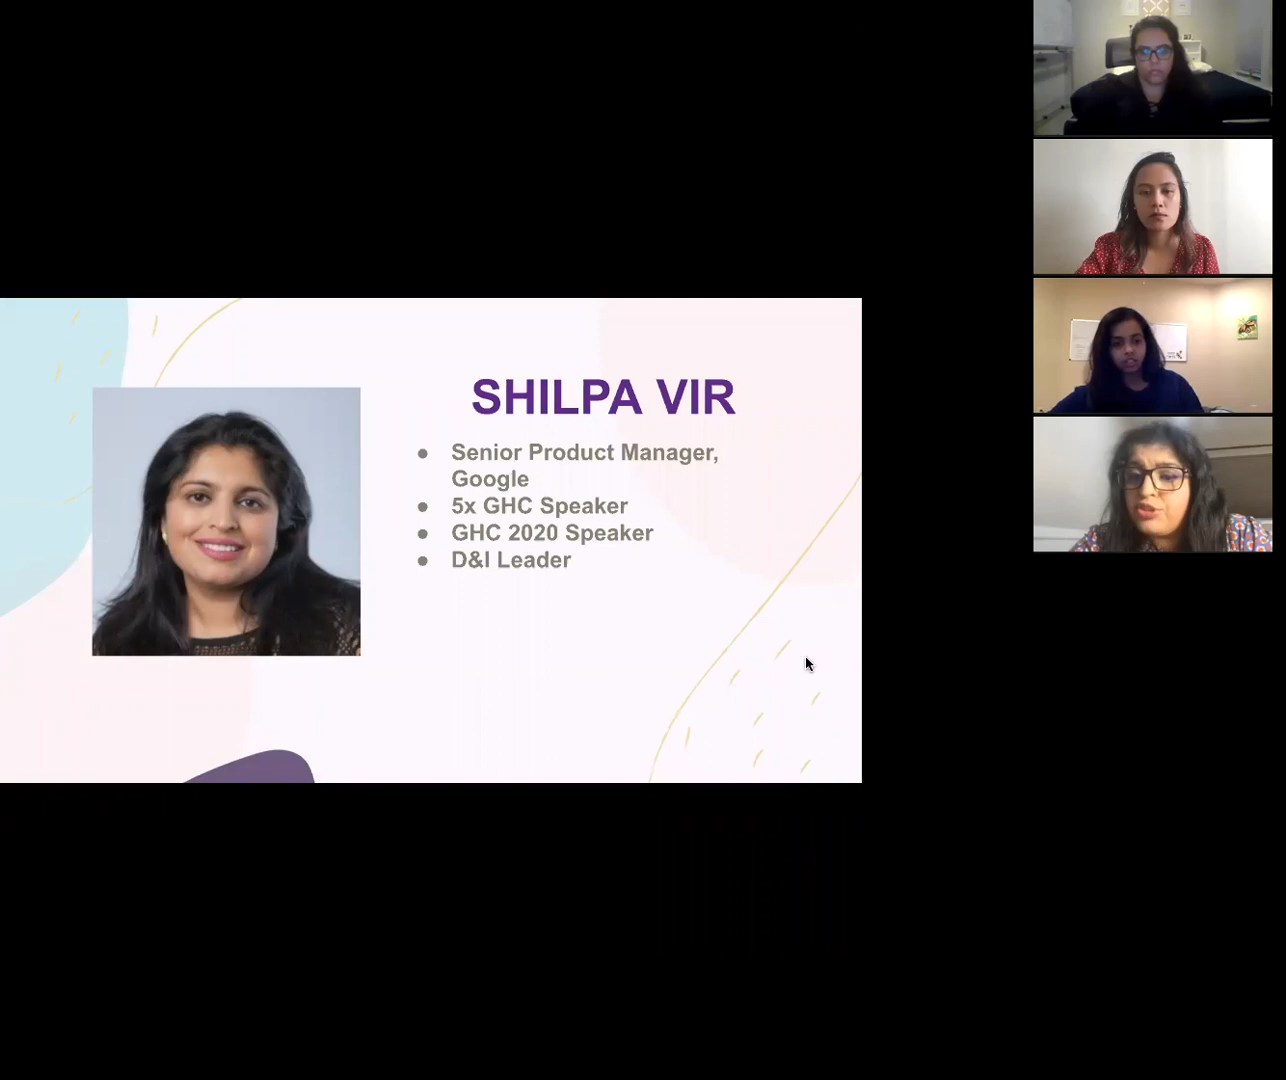 SHILPA VIR
● Senior Product Manager,
Google
● 5x GHC Speaker
● GHC 2020 Speaker
● D&I Leader